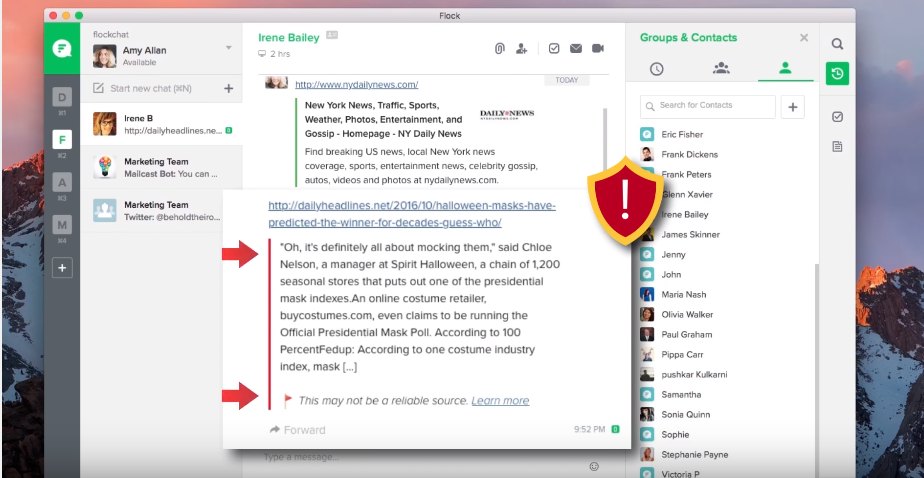 Flock
flockchat
Amy Allan
Available
Start new chat (⌘N) +
Irene B
http://dailyheadlines.ne...
Marketing Team
Mailcast Bot: You can ...
Marketing Team
Twitter: @beholdtheiro...
D
⌘1
F
⌘2
A
⌘3
M
⌘4
+
Irene Bailey
2 hrs
TODAY
http://www.nydailynews.com/
New York News, Traffic, Sports,
Weather, Photos, Entertainment, and
Gossip - Homepage - NY Daily News
DAILY NEWS
NYDAILYNEWS.COM
Find breaking US news, local New York news
coverage, sports, entertainment news, celebrity gossip,
autos, videos and photos at nydailynews.com.
http://dailyheadlines.net/2016/10/halloween-masks-have-
predicted-the-winner-for-decades-guess-who/
"Oh, it's definitely all about mocking them," said Chloe
Nelson, a manager at Spirit Halloween, a chain of 1,200
seasonal stores that puts out one of the presidential
mask indexes.An online costume retailer,
buycostumes.com, even claims to be running the
Official Presidential Mask Poll. According to 100
PercentFedup: According to one costume industry
index, mask [...]
This may not be a reliable source. Learn more
Forward
9:52 PM
Type a message...
!
Groups & Contacts
Search for Contacts
+
Eric Fisher
Frank Dickens
Frank Peters
Glenn Xavier
Irene Bailey
James Skinner
Jenny
John
Maria Nash
Olivia Walker
Paul Graham
Pippa Carr
pushkar Kulkarni
Samantha
Sonia Quinn
Sophie
Stephanie Payne
Victoria P